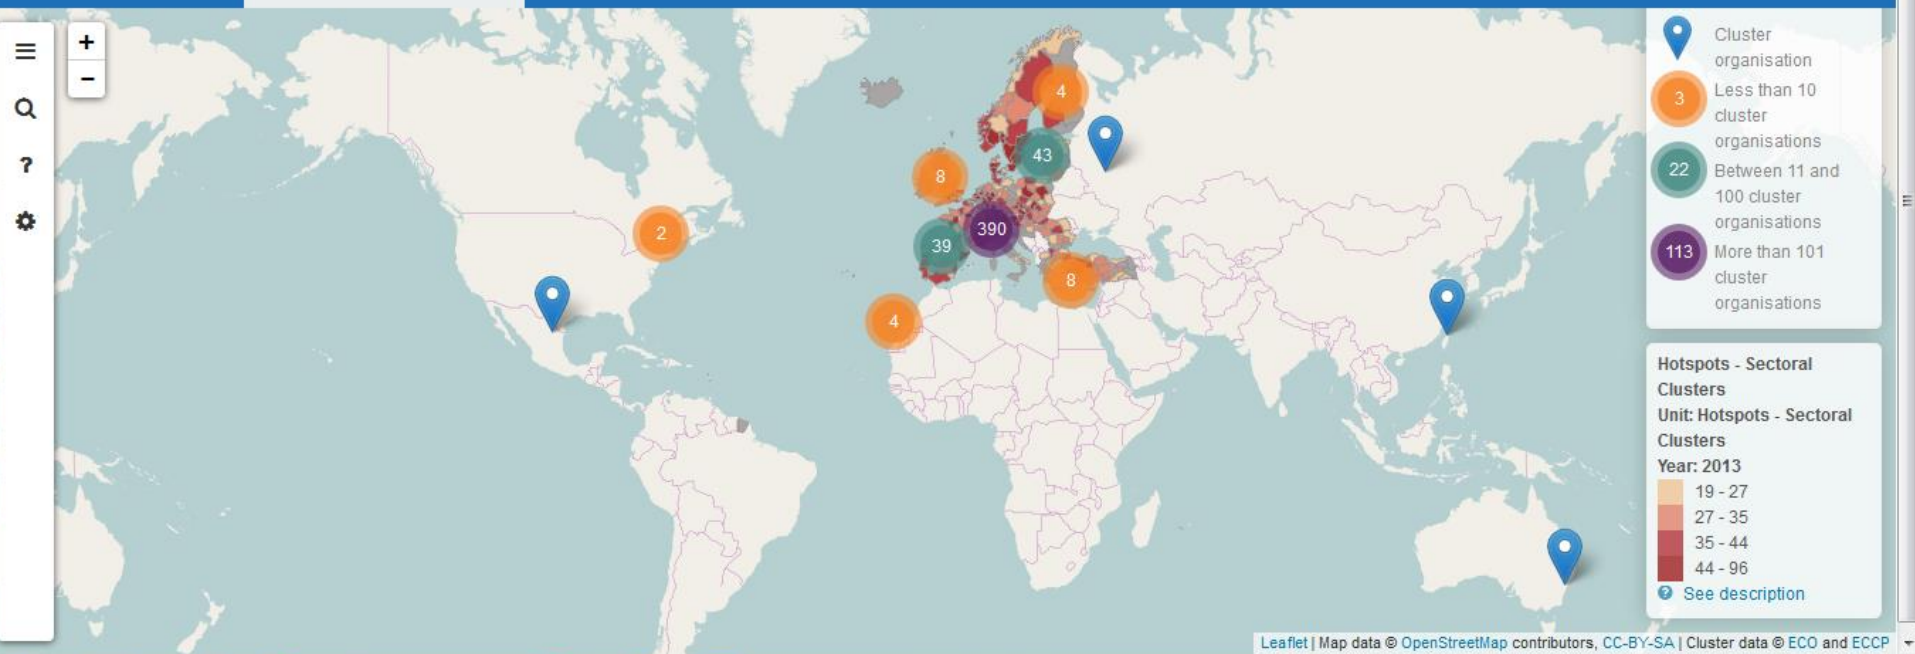 +
−
?
4
43
8
390
39
8
4
2
Cluster
organisation
3
Less than 10
cluster
organisations
22
Between 11 and
100 cluster
organisations
113
More than 101
cluster
organisations
Hotspots - Sectoral
Clusters
Unit: Hotspots - Sectoral
Clusters
Year: 2013
19 - 27
27 - 35
35 - 44
44 - 96
? See description
Leaflet | Map data © OpenStreetMap contributors, CC-BY-SA | Cluster data © ECO and ECCP